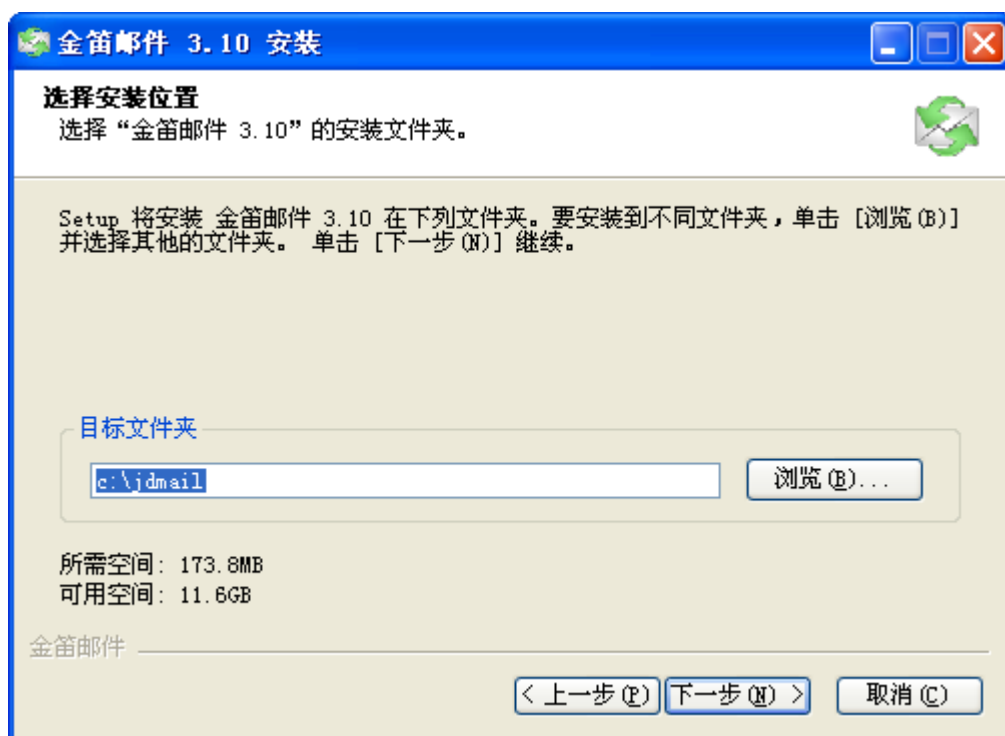 金笛邮件 3.10 安装
选择安装位置
选择“金笛邮件 3.10”的安装文件夹。
Setup 将安装 金笛邮件 3.10 在下列文件夹。要安装到不同文件夹，单击 [浏览(B)]
并选择其他的文件夹。 单击 [下一步(N)] 继续。
目标文件夹
c:\jdmail
浏览(B)...
所需空间: 173.8MB
可用空间: 11.6GB
金笛邮件
< 上一步(P) 下一步(N) > 取消(C)